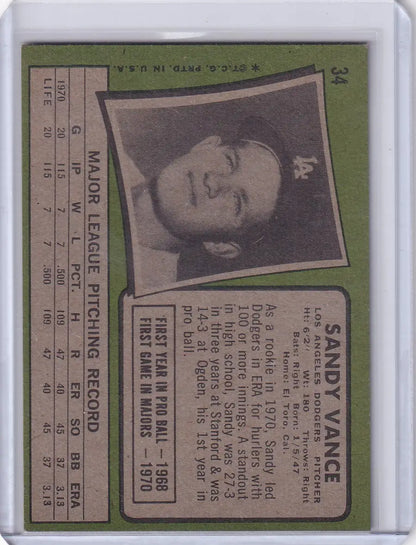 34
SANDY VANCE
LOS ANGELES DODGERS PITCHER
Ht: 6'2" Wt: 180 Throws: Right
Bats: Right Born: 1/5/47
Home: El Toro, Cal.
As a rookie in 1970, Sandy led
Dodgers in ERA for hurlers with
100 or more innings. A standout
in high school, Sandy was 27-3
in three years at Stanford & was
14-3 at Ogden, his 1st year in
pro ball.
FIRST YEAR IN PRO BALL — 1968
FIRST GAME IN MAJORS — 1970
LA
★©T.C.G. PRTD. IN U.S.A.
MAJOR LEAGUE PITCHING RECORD
G IP W L PCT. H R ER SO BB ERA
1970 20 115 7 7 .500 109 47 40 45 37 3.13
LIFE 20 115 7 7 .500 109 47 40 45 37 3.13